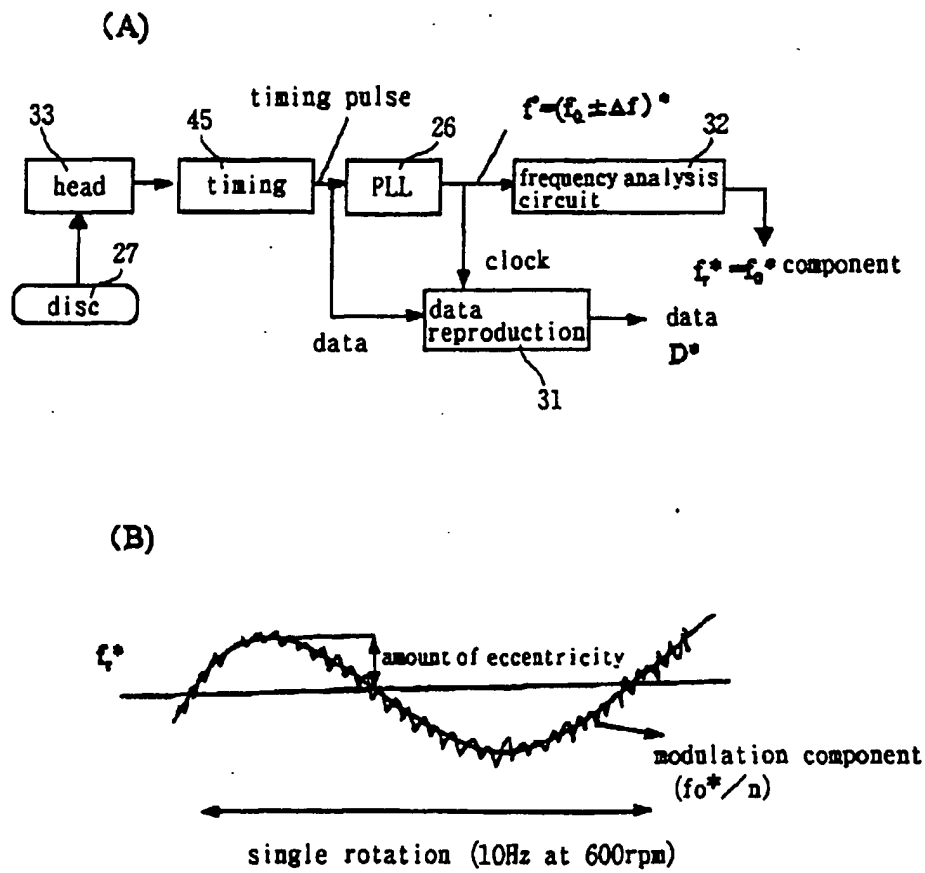 (A)
timing pulse
f=(f₀±Δf)*
33
45
26
32
head
timing
PLL
frequency analysis
circuit
27
disc
clock
fᵣ*=f₀* component
data
data
reproduction
data
D*
31
(B)
fᵣ*
amount of eccentricity
modulation component
(fo*/n)
single rotation (10Hz at 600rpm)